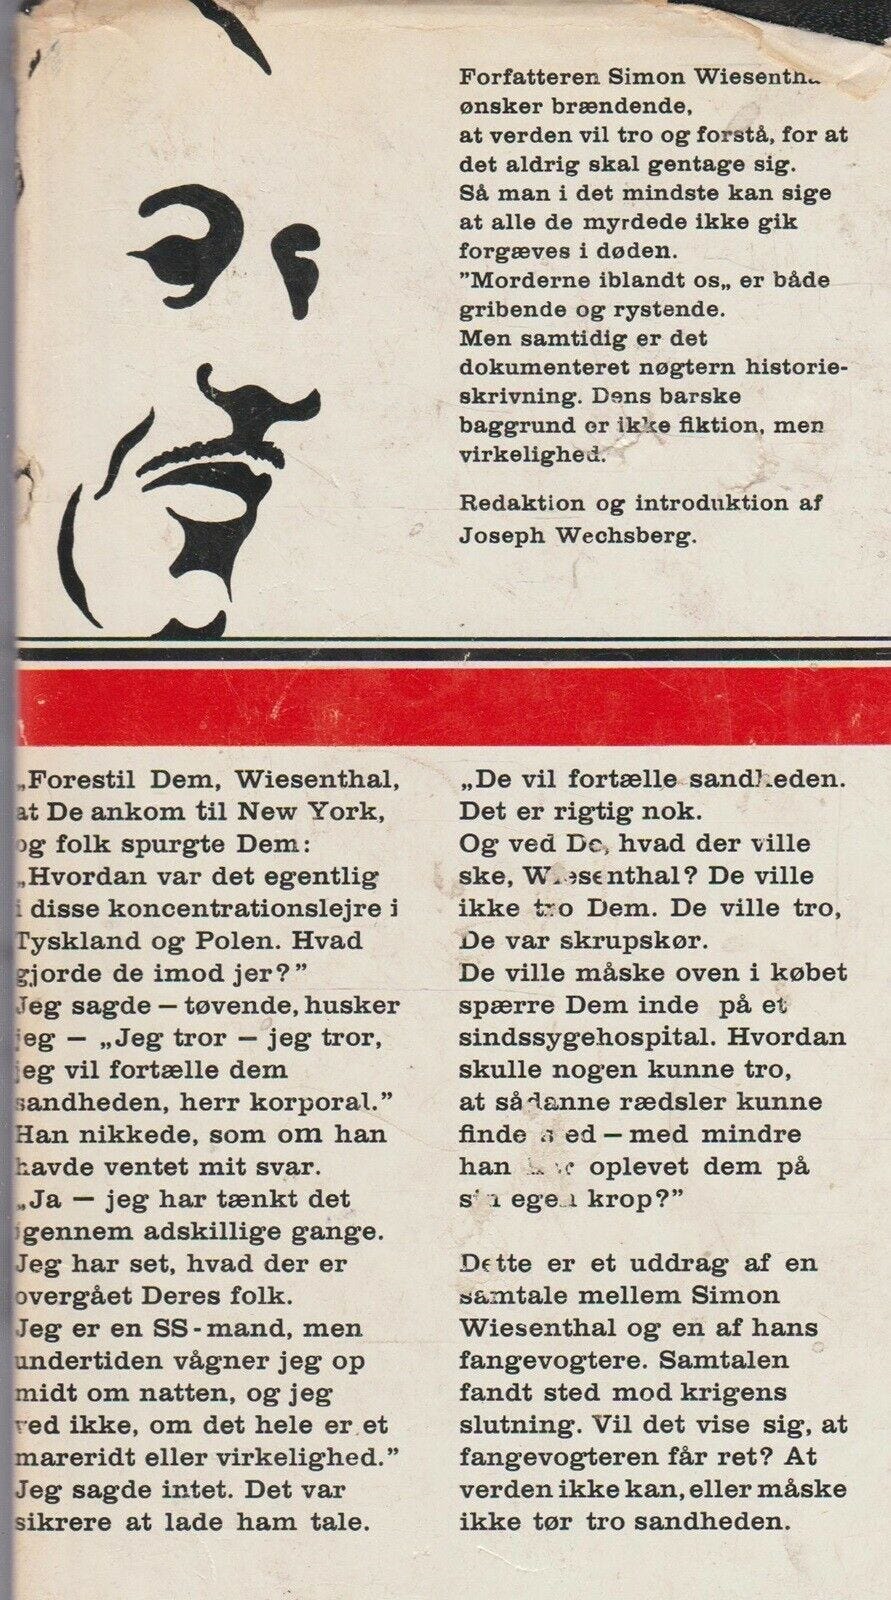 Forfatteren Simon
ønsker brændende,
at verden vil tro og forstå, for at
det aldrig skal gentage sig.
Så man i det mindste kan sige
at alle de myrdede ikke gik
forgæves i døden.
”Morderne iblandt os„ er både
gribende og rystende.
Men samtidig er det
dokumenteret nøgtern historie-
skrivning. Dens barske
baggrund er ikke fiktion, men
virkelighed.
Redaktion og introduktion af
Joseph Wechsberg.
„Forestil Dem, Wiesenthal,
at De ankom til New York,
og folk spurgte Dem:
„Hvordan var det egentlig
i disse koncentrationslejre i
Tyskland og Polen. Hvad
gjorde de imod jer?”
Jeg sagde — tøvende, husker
jeg — „Jeg tror — jeg tror,
jeg vil fortælle dem
sandheden, herr korporal.”
Han nikkede, som om han
havde ventet mit svar.
„Ja — jeg har tænkt det
igennem adskillige gange.
Jeg har set, hvad der er
overgået Deres folk.
Jeg er en SS-mand, men
undertiden vågner jeg op
midt om natten, og jeg
ved ikke, om det hele er et
mareridt eller virkelighed.”
Jeg sagde intet. Det var
sikrere at lade ham tale.
„De vil fortælle sandheden.
Det er rigtig nok.
Og ved De, hvad der ville
ske, Wiesenthal? De ville
ikke tro Dem. De ville tro,
De var skrupskør.
De ville måske oven i købet
spærre Dem inde på et
sindssygehospital. Hvordan
skulle nogen kunne tro,
at sådanne rædsler kunne
finde sted — med mindre
han oplevet dem på
sin egen krop?”
Dette er et uddrag af en
samtale mellem Simon
Wiesenthal og en af hans
fangevogtere. Samtalen
fandt sted mod krigens
slutning. Vil det vise sig, at
fangevogteren får ret? At
verden ikke kan, eller måske
ikke tør tro sandheden.